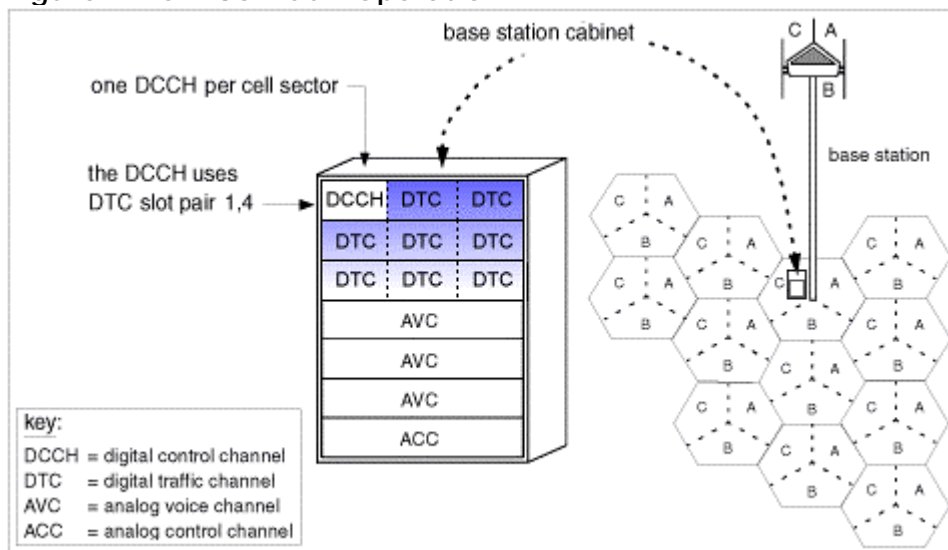 base station cabinet
C A
B
one DCCH per cell sector
base station
the DCCH uses
DTC slot pair 1,4
DCCH DTC DTC
DTC DTC DTC
DTC DTC DTC
AVC
AVC
AVC
ACC
C A
B
C A
B
C A
B
C A
B
C A
B
C
B
C A
B
C A
B
C A
B
C A
B
C A
B
C A
B
key:
DCCH = digital control channel
DTC = digital traffic channel
AVC = analog voice channel
ACC = analog control channel